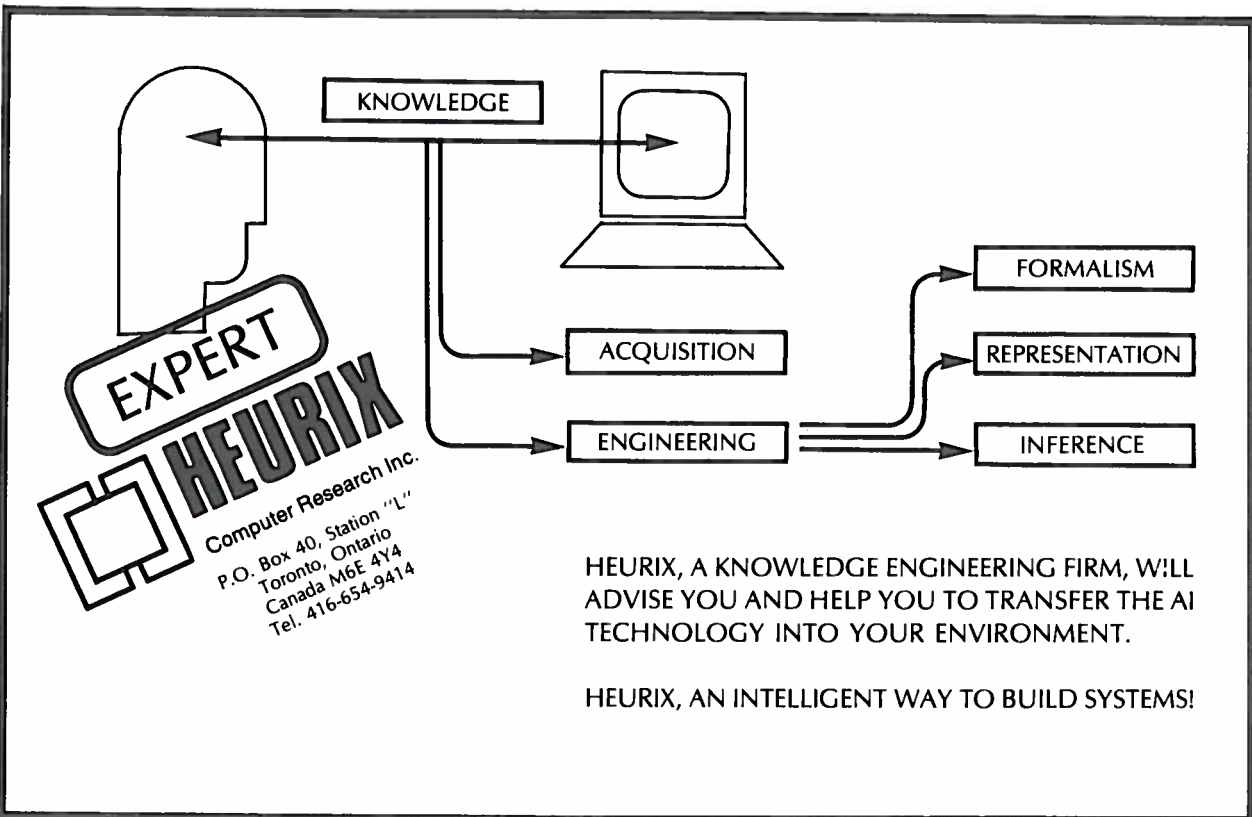 KNOWLEDGE
FORMALISM
ACQUISITION
REPRESENTATION
ENGINEERING
INFERENCE
EXPERT
HEURIX
Computer Research Inc.
P.O. Box 40, Station "L"
Toronto, Ontario
Canada M6E 4Y4
Tel. 416-654-9414
HEURIX, A KNOWLEDGE ENGINEERING FIRM, WILL
ADVISE YOU AND HELP YOU TO TRANSFER THE AI
TECHNOLOGY INTO YOUR ENVIRONMENT.
HEURIX, AN INTELLIGENT WAY TO BUILD SYSTEMS!